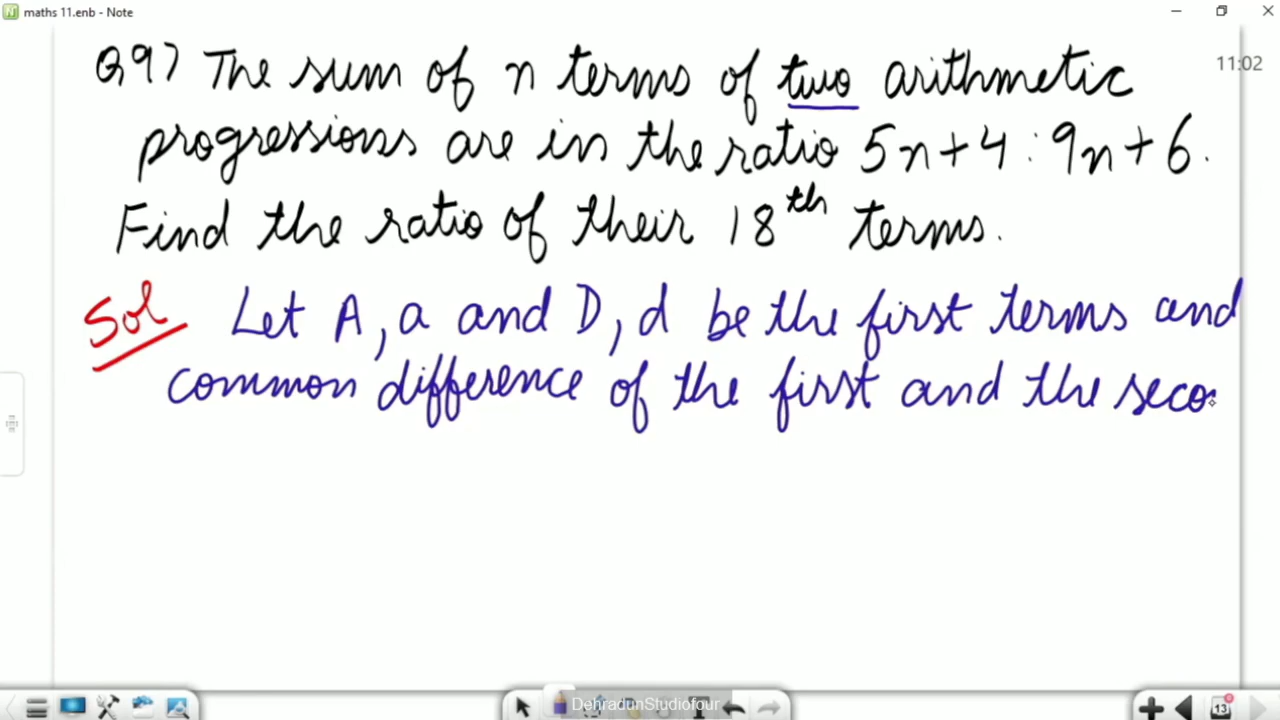 maths 11.enb - Note
11:02
Q 9) The sum of n terms of two arithmetic
progressions are in the ratio 5n+4 : 9n+6.
Find the ratio of their 18th terms.
Sol Let A, a and D, d be the first terms and
common difference of the first and the seco
13
DehradunStudiofour